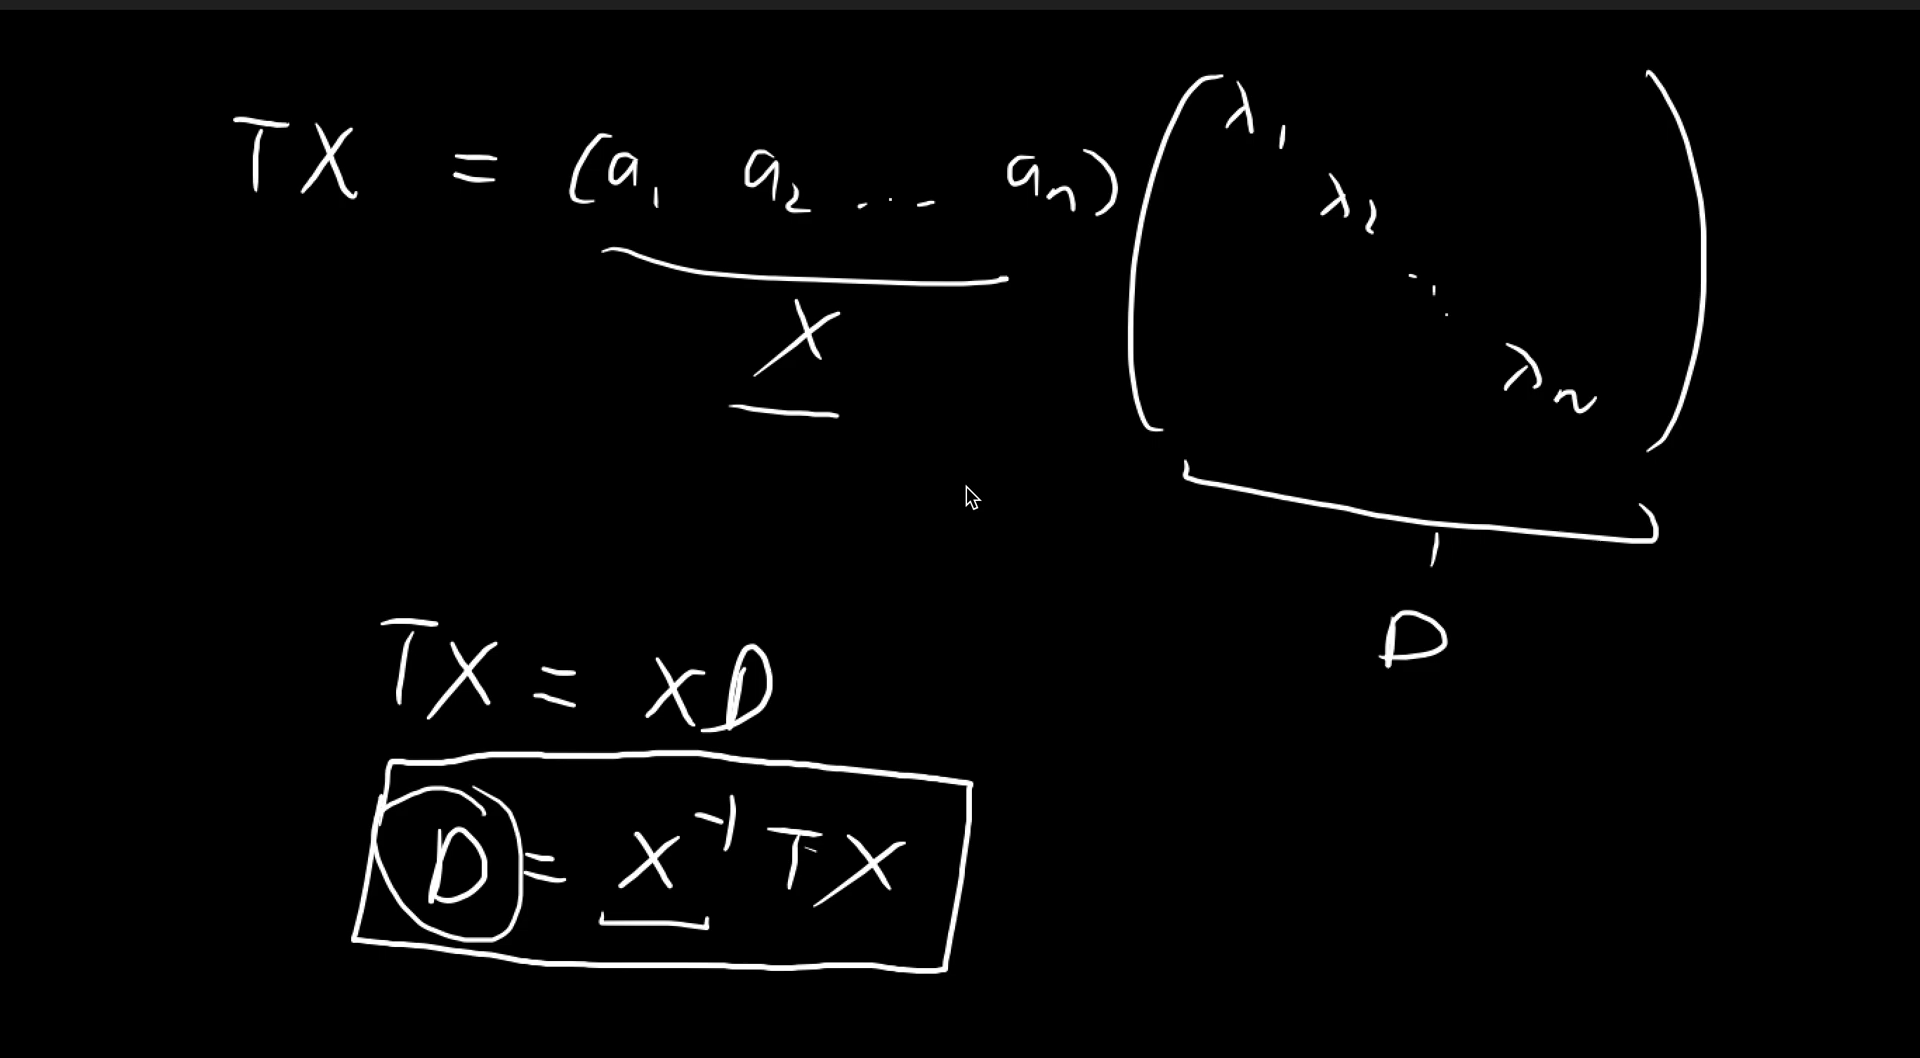 TX = (a₁ a₂ ... aₙ) (λ₁ λ₂ ⋱ λₙ)
X
D
TX = XD
D = X⁻¹TX